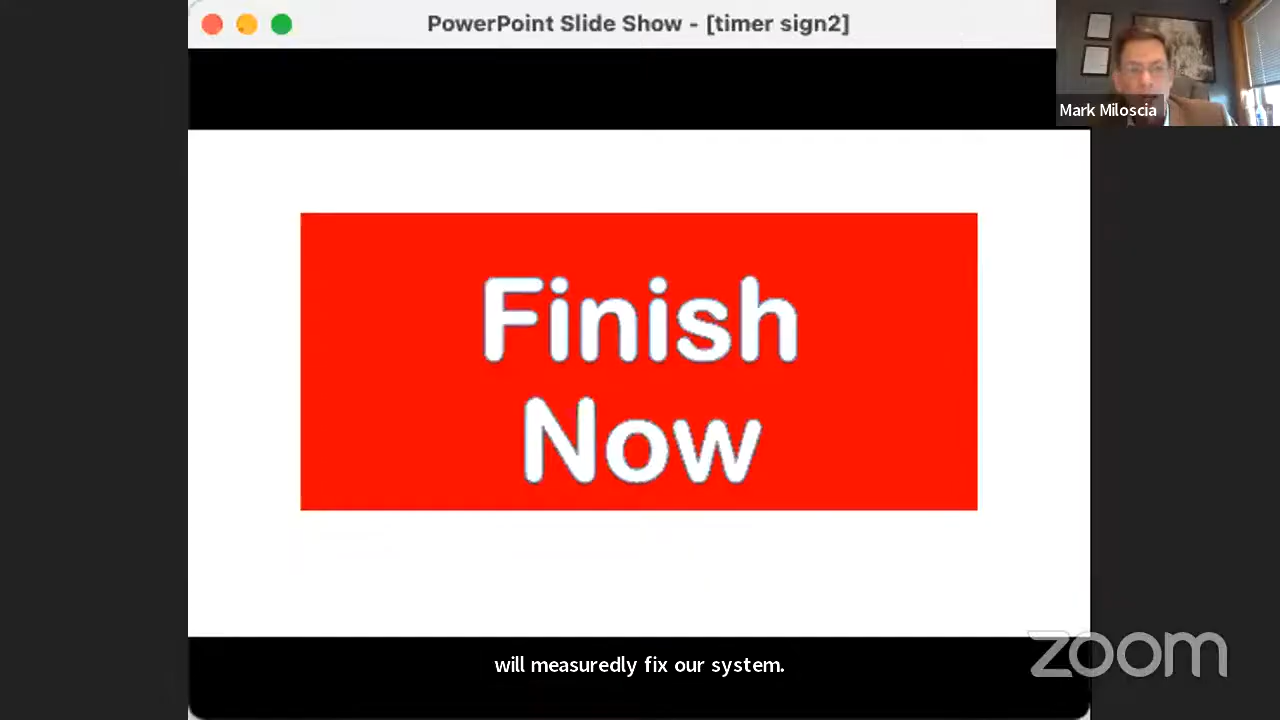 PowerPoint Slide Show - [timer sign2]
Mark Miloscia
Finish
Now
will measuredly fix our system.
zoom